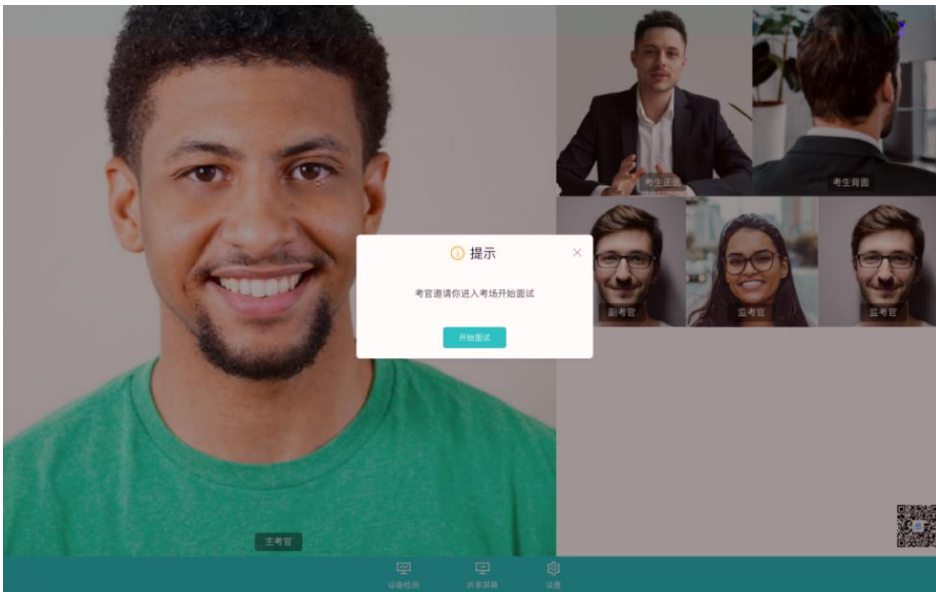 考生正面
考生背面
提示
考官邀请你进入考场开始面试
开始面试
副考官
监考官
监考官
主考官
设备检测
共享屏幕
设置